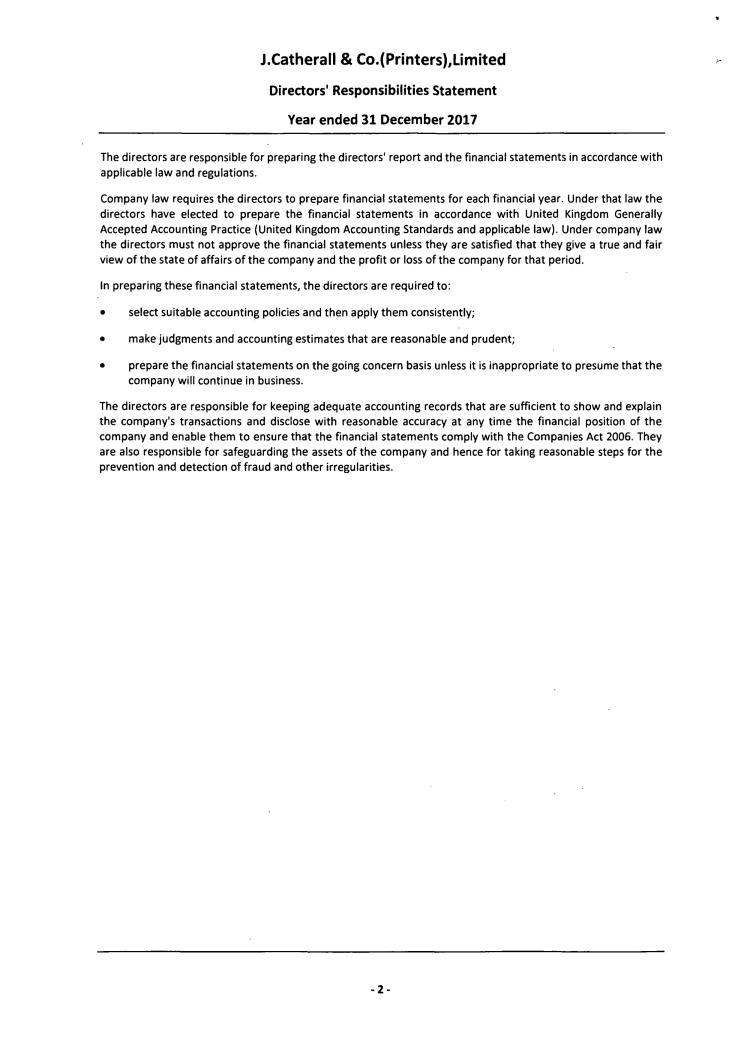 J.Catherall & Co.(Printers),Limited
Directors' Responsibilities Statement
Year ended 31 December 2017
The directors are responsible for preparing the directors' report and the financial statements in accordance with
applicable law and regulations.
Company law requires the directors to prepare financial statements for each financial year. Under that law the
directors have elected to prepare the financial statements in accordance with United Kingdom Generally
Accepted Accounting Practice (United Kingdom Accounting Standards and applicable law). Under company law
the directors must not approve the financial statements unless they are satisfied that they give a true and fair
view of the state of affairs of the company and the profit or loss of the company for that period.
In preparing these financial statements, the directors are required to:
• select suitable accounting policies and then apply them consistently;
• make judgments and accounting estimates that are reasonable and prudent;
• prepare the financial statements on the going concern basis unless it is inappropriate to presume that the
company will continue in business.
The directors are responsible for keeping adequate accounting records that are sufficient to show and explain
the company's transactions and disclose with reasonable accuracy at any time the financial position of the
company and enable them to ensure that the financial statements comply with the Companies Act 2006. They
are also responsible for safeguarding the assets of the company and hence for taking reasonable steps for the
prevention and detection of fraud and other irregularities.
- 2 -